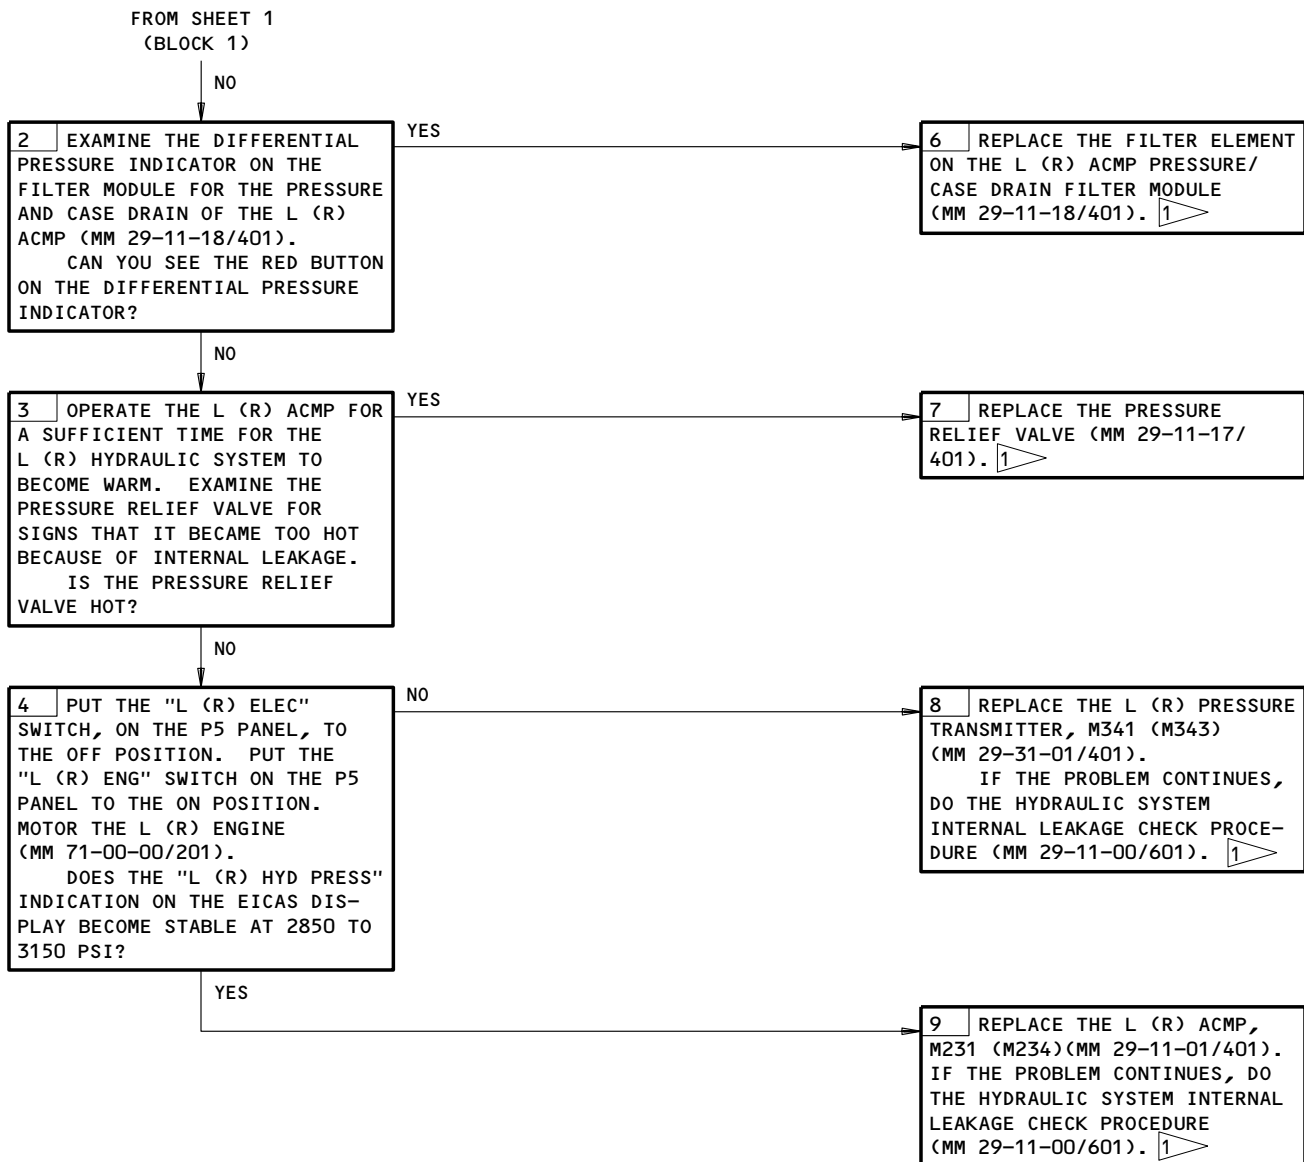 FROM SHEET 1
(BLOCK 1)
NO
2 EXAMINE THE DIFFERENTIAL
PRESSURE INDICATOR ON THE
FILTER MODULE FOR THE PRESSURE
AND CASE DRAIN OF THE L (R)
ACMP (MM 29-11-18/401).
CAN YOU SEE THE RED BUTTON
ON THE DIFFERENTIAL PRESSURE
INDICATOR?
YES
6 REPLACE THE FILTER ELEMENT
ON THE L (R) ACMP PRESSURE/
CASE DRAIN FILTER MODULE
(MM 29-11-18/401). 1
NO
3 OPERATE THE L (R) ACMP FOR
A SUFFICIENT TIME FOR THE
L (R) HYDRAULIC SYSTEM TO
BECOME WARM. EXAMINE THE
PRESSURE RELIEF VALVE FOR
SIGNS THAT IT BECAME TOO HOT
BECAUSE OF INTERNAL LEAKAGE.
IS THE PRESSURE RELIEF
VALVE HOT?
YES
7 REPLACE THE PRESSURE
RELIEF VALVE (MM 29-11-17/
401). 1
NO
4 PUT THE "L (R) ELEC"
SWITCH, ON THE P5 PANEL, TO
THE OFF POSITION. PUT THE
"L (R) ENG" SWITCH ON THE P5
PANEL TO THE ON POSITION.
MOTOR THE L (R) ENGINE
(MM 71-00-00/201).
DOES THE "L (R) HYD PRESS"
INDICATION ON THE EICAS DIS-
PLAY BECOME STABLE AT 2850 TO
3150 PSI?
NO
8 REPLACE THE L (R) PRESSURE
TRANSMITTER, M341 (M343)
(MM 29-31-01/401).
IF THE PROBLEM CONTINUES,
DO THE HYDRAULIC SYSTEM
INTERNAL LEAKAGE CHECK PROCE-
DURE (MM 29-11-00/601). 1
YES
9 REPLACE THE L (R) ACMP,
M231 (M234)(MM 29-11-01/401).
IF THE PROBLEM CONTINUES, DO
THE HYDRAULIC SYSTEM INTERNAL
LEAKAGE CHECK PROCEDURE
(MM 29-11-00/601). 1